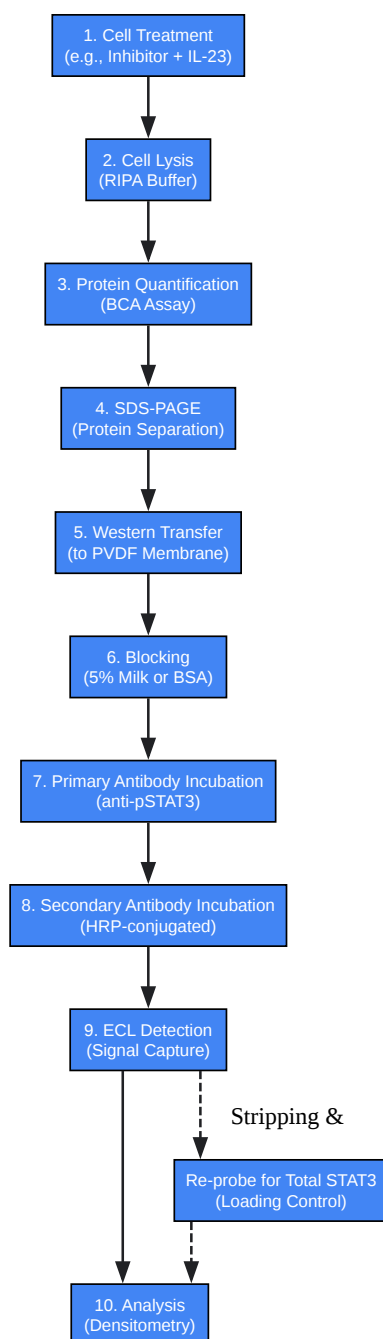 1. Cell Treatment
(e.g., Inhibitor + IL-23)
2. Cell Lysis
(RIPA Buffer)
3. Protein Quantification
(BCA Assay)
4. SDS-PAGE
(Protein Separation)
5. Western Transfer
(to PVDF Membrane)
6. Blocking
(5% Milk or BSA)
7. Primary Antibody Incubation
(anti-pSTAT3)
8. Secondary Antibody Incubation
(HRP-conjugated)
9. ECL Detection
(Signal Capture)
Stripping &
Re-probe for Total STAT3
(Loading Control)
10. Analysis
(Densitometry)